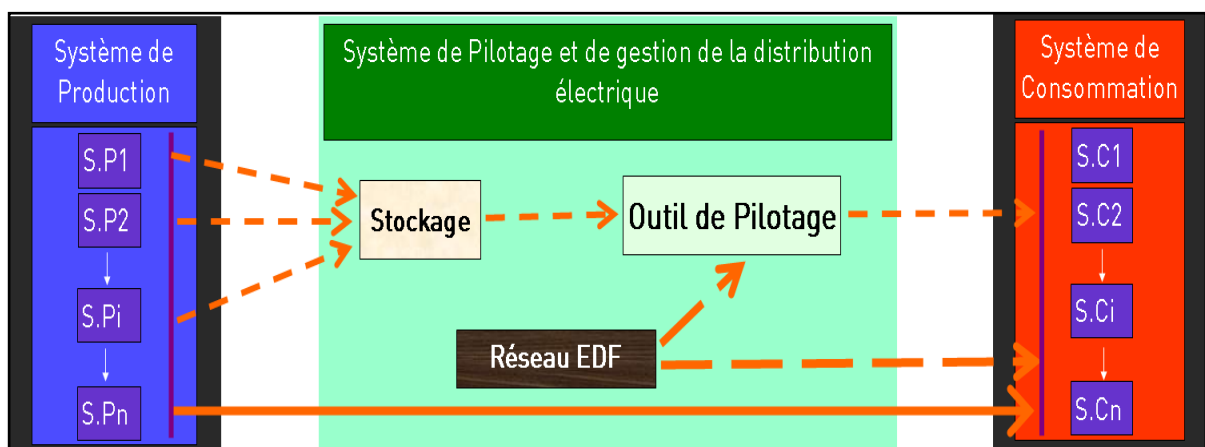 Système de
Production
Système de Pilotage et de gestion de la distribution
électrique
Système de
Consommation
S.P1
S.P2
S.Pi
S.Pn
Stockage
Outil de Pilotage
Réseau EDF
S.C1
S.C2
S.Ci
S.Cn